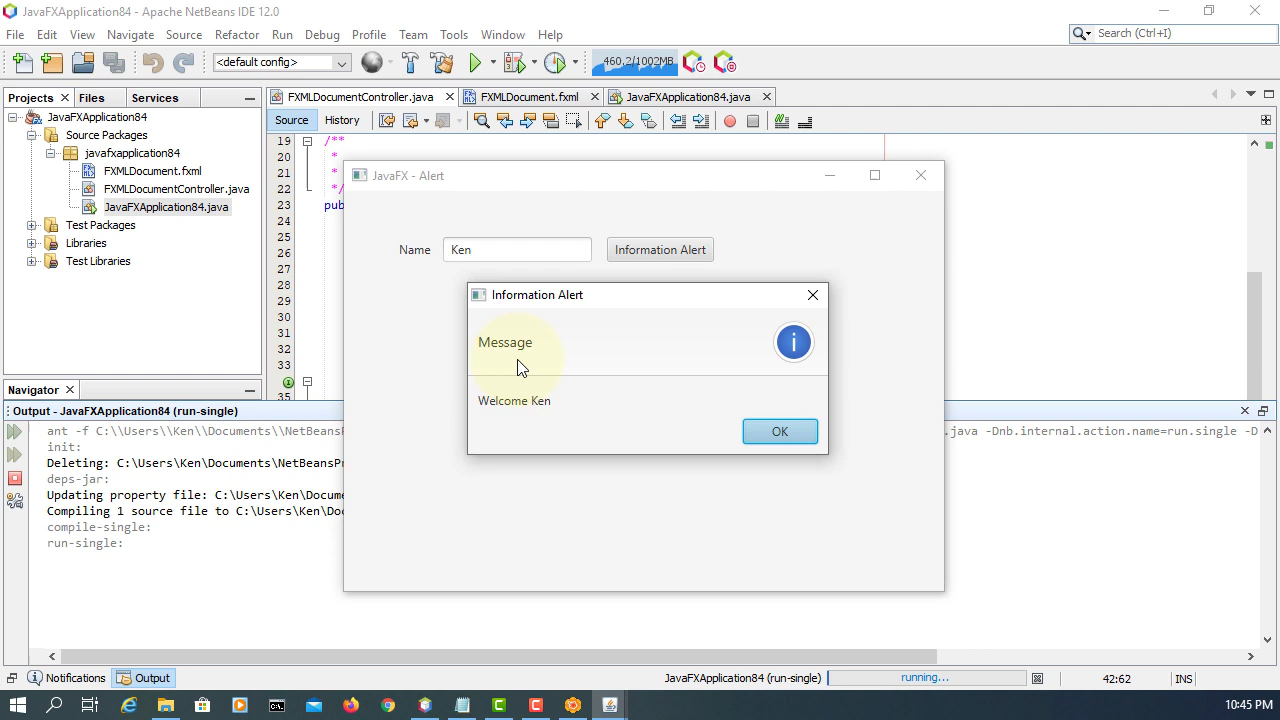 JavaFXApplication84 - Apache NetBeans IDE 12.0
File Edit View Navigate Source Refactor Run Debug Profile Team Tools Window Help
Search (Ctrl+I)
<default config>
460.2/1002MB
Projects Files Services
FXMLDocumentController.java FXMLDocument.fxml JavaFXApplication84.java
JavaFXApplication84
Source Packages
javafxapplication84
FXMLDocument.fxml
FXMLDocumentController.java
JavaFXApplication84.java
Test Packages
Libraries
Test Libraries
Source History
19 /**
20 *
21 *
22 */
23 pub
24
25
26
27
28
29
30
31
32
33
35
JavaFX - Alert
Name Ken Information Alert
Information Alert
Message
i
Welcome Ken
OK
Navigator
Output - JavaFXApplication84 (run-single)
ant -f C:\\Users\\Ken\\Documents\\NetBeansP .java -Dnb.internal.action.name=run.single -D
init:
Deleting: C:\Users\Ken\Documents\NetBeansPr
deps-jar:
Updating property file: C:\Users\Ken\Docume
Compiling 1 source file to C:\Users\Ken\Doc
compile-single:
run-single:
Notifications Output
JavaFXApplication84 (run-single) running... 42:62 INS
10:45 PM